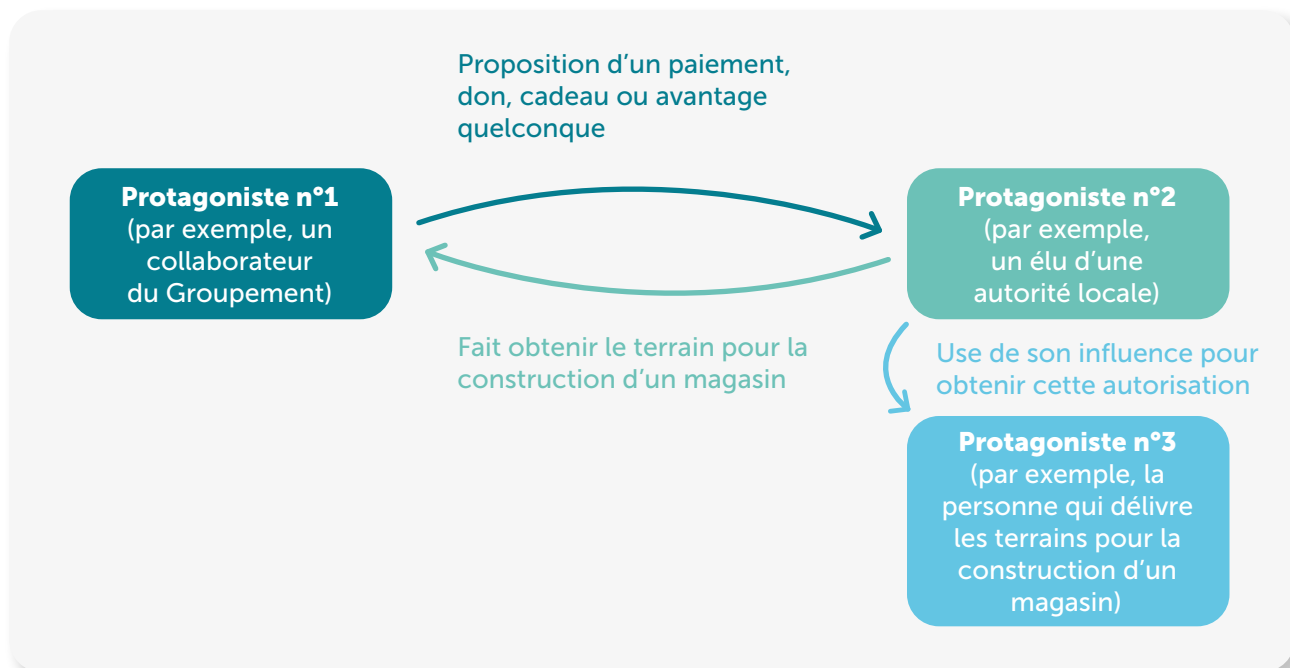 Proposition d’un paiement,
don, cadeau ou avantage
quelconque
Protagoniste n°1
(par exemple, un
collaborateur
du Groupement)
Protagoniste n°2
(par exemple,
un élu d’une
autorité locale)
Fait obtenir le terrain pour la
construction d’un magasin
Use de son influence pour
obtenir cette autorisation
Protagoniste n°3
(par exemple, la
personne qui délivre
les terrains pour la
construction d’un
magasin)